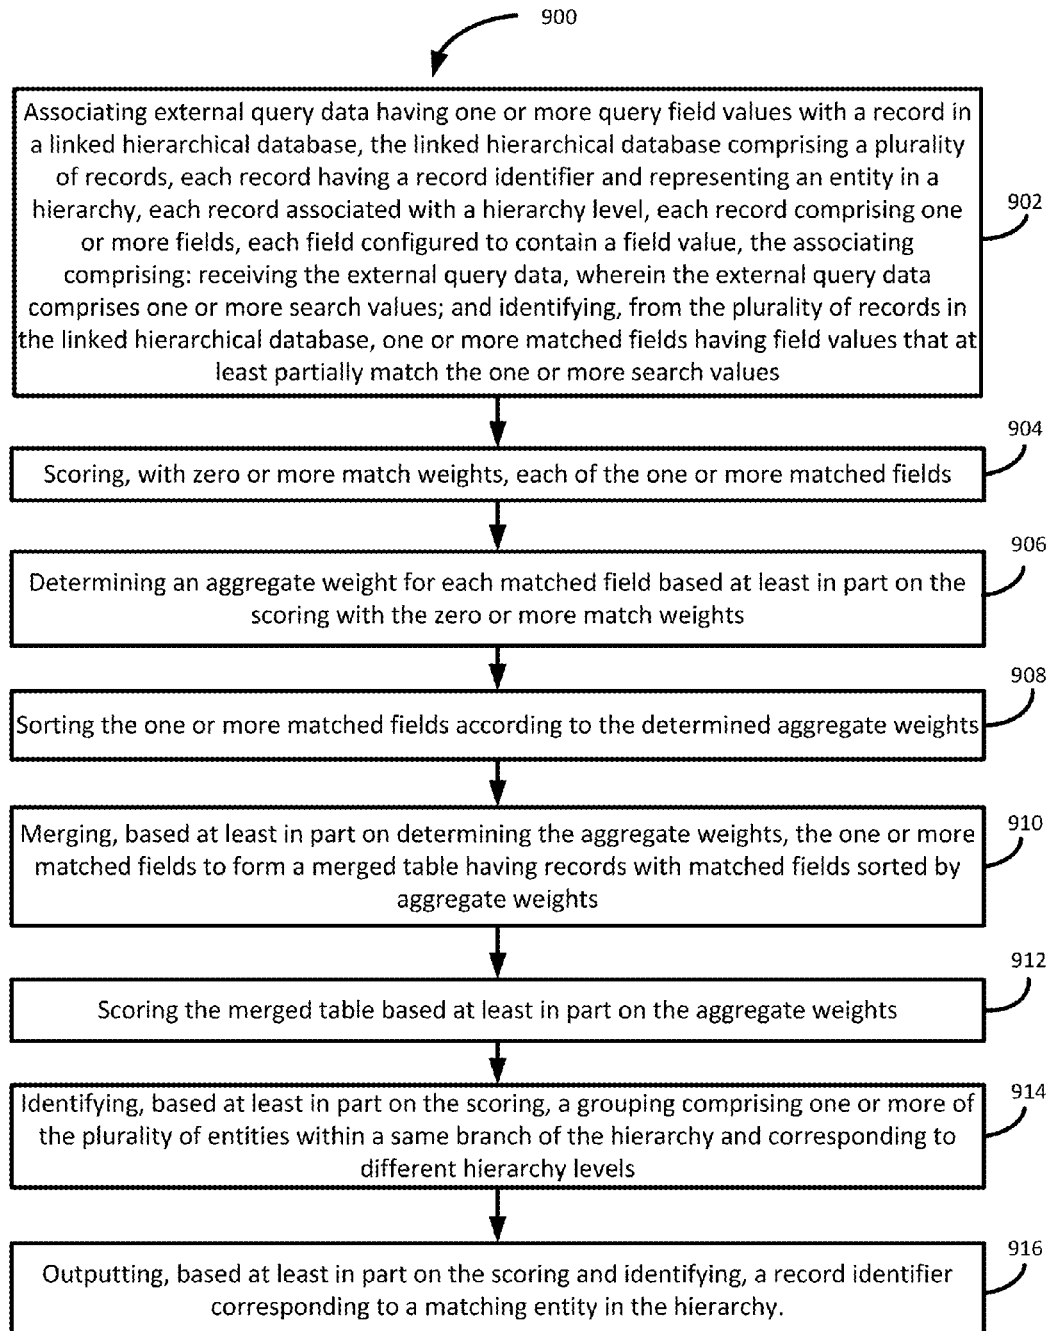 900
Associating external query data having one or more query field values with a record in
a linked hierarchical database, the linked hierarchical database comprising a plurality
of records, each record having a record identifier and representing an entity in a
hierarchy, each record associated with a hierarchy level, each record comprising one
or more fields, each field configured to contain a field value, the associating
comprising: receiving the external query data, wherein the external query data
comprises one or more search values; and identifying, from the plurality of records in
the linked hierarchical database, one or more matched fields having field values that at
least partially match the one or more search values
902
904
Scoring, with zero or more match weights, each of the one or more matched fields
906
Determining an aggregate weight for each matched field based at least in part on the
scoring with the zero or more match weights
908
Sorting the one or more matched fields according to the determined aggregate weights
910
Merging, based at least in part on determining the aggregate weights, the one or more
matched fields to form a merged table having records with matched fields sorted by
aggregate weights
912
Scoring the merged table based at least in part on the aggregate weights
914
Identifying, based at least in part on the scoring, a grouping comprising one or more of
the plurality of entities within a same branch of the hierarchy and corresponding to
different hierarchy levels
916
Outputting, based at least in part on the scoring and identifying, a record identifier
corresponding to a matching entity in the hierarchy.